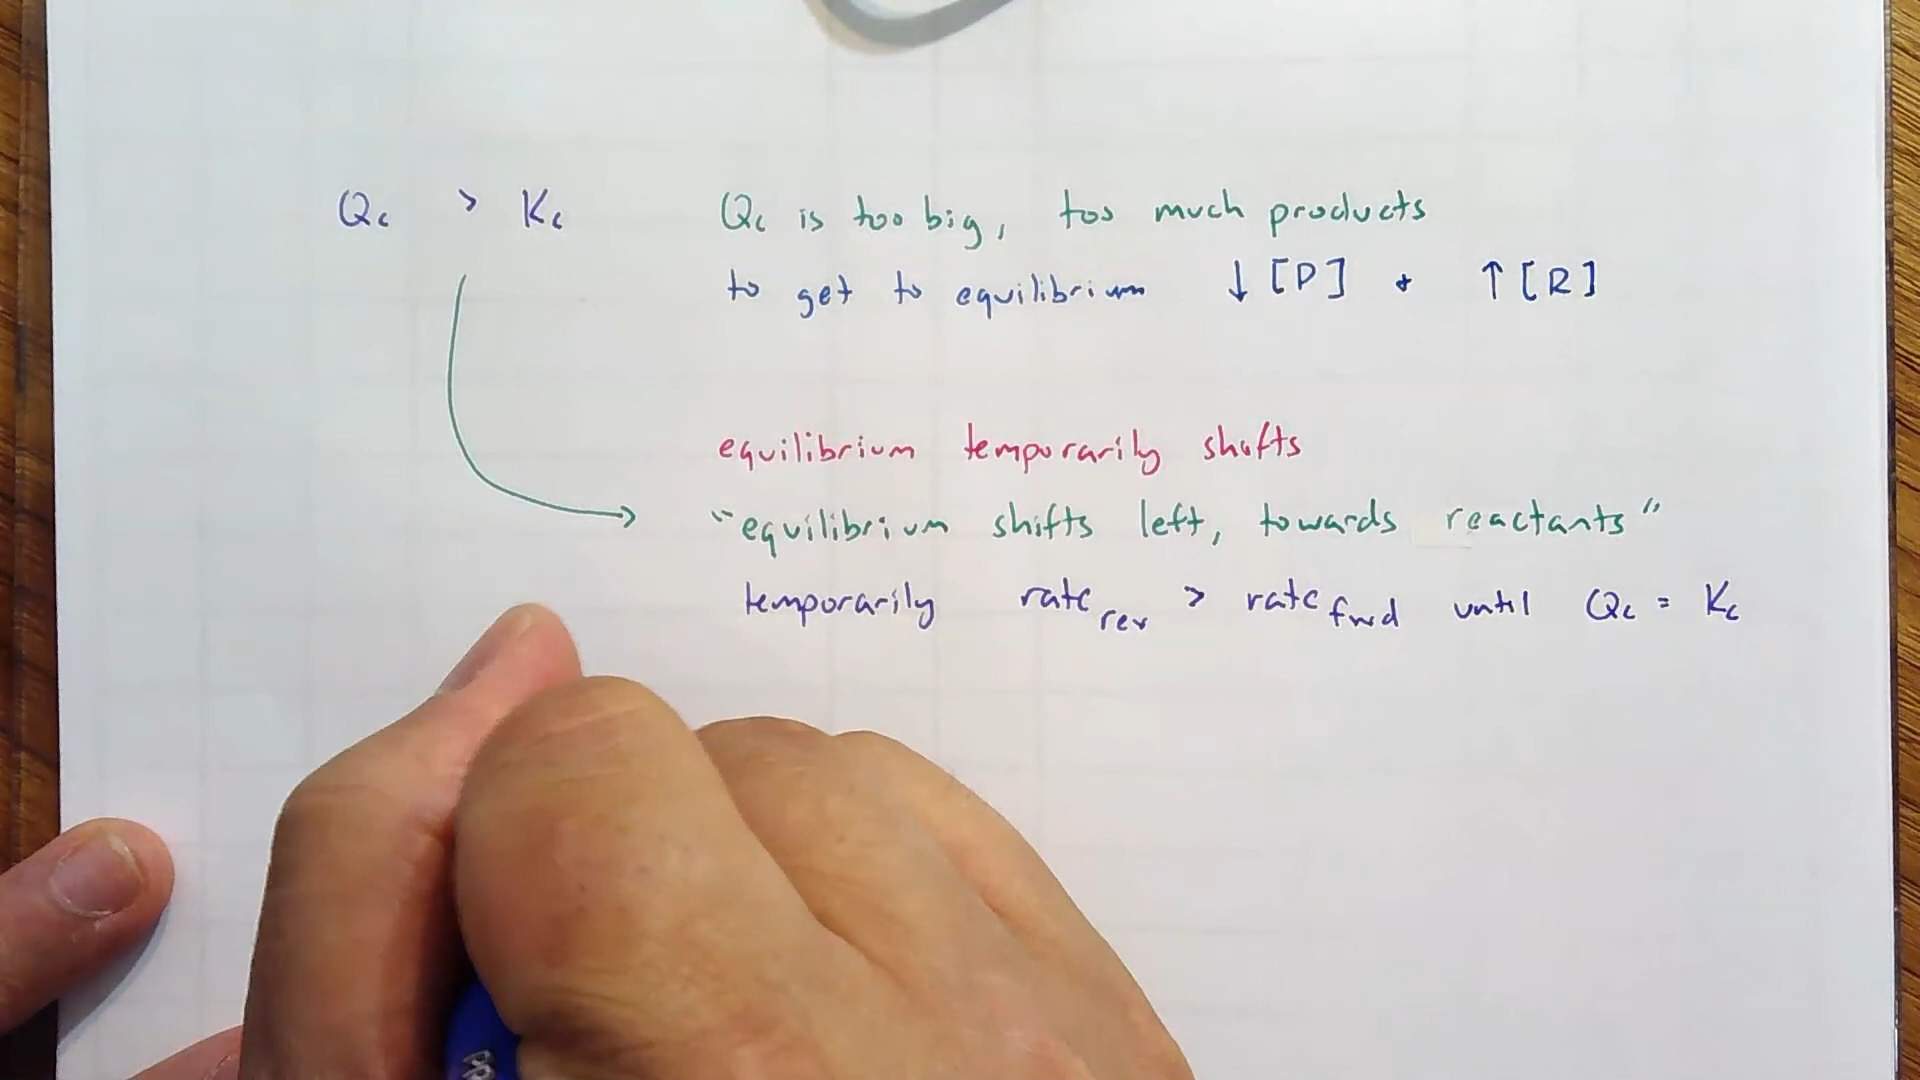 Qc > Kc Qc is too big, too much products
to get to equilibrium ↓ [P] + ↑ [R]
equilibrium temporarily shifts
"equilibrium shifts left, towards reactants"
temporarily rate rev > rate fwd until Qc = Kc